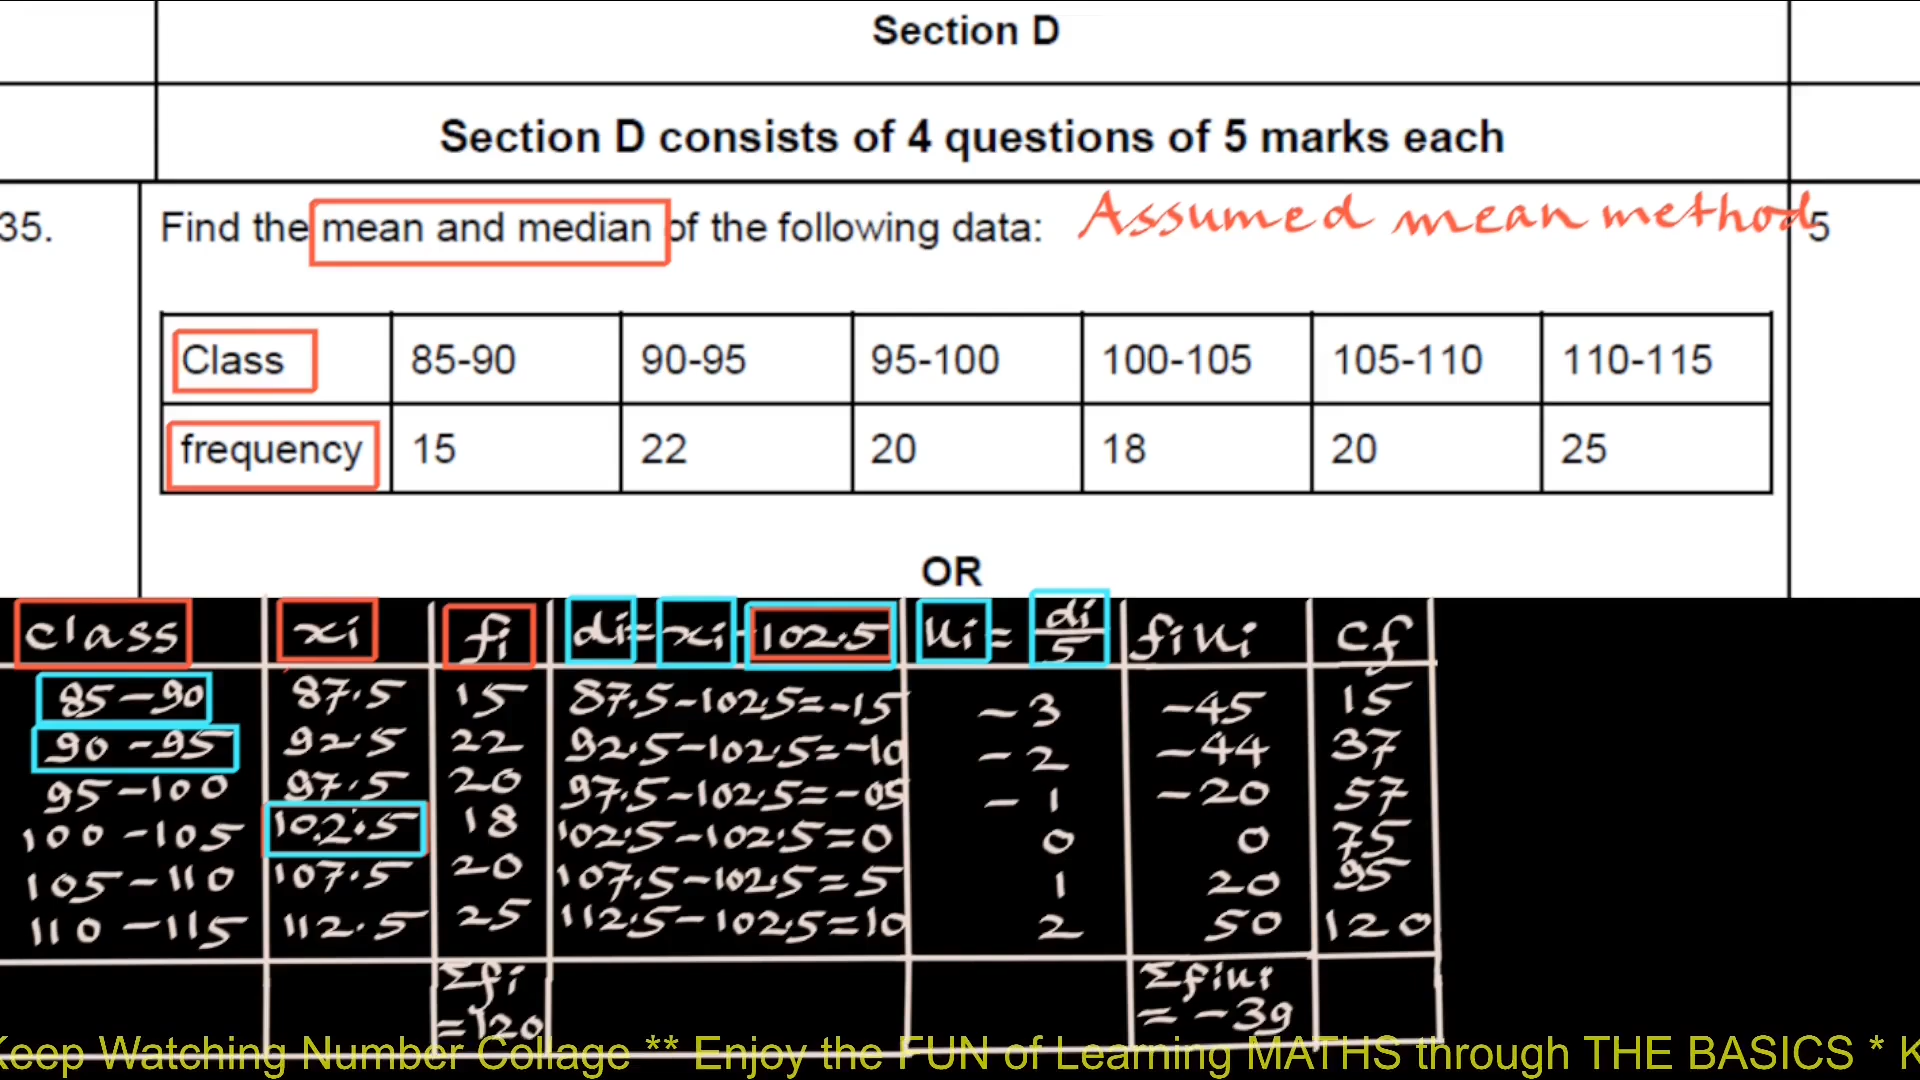 Section D
Section D consists of 4 questions of 5 marks each
35. Find the mean and median of the following data: Assumed mean method 5
Class 85-90 90-95 95-100 100-105 105-110 110-115
frequency 15 22 20 18 20 25
OR
class xi fi di=xi-102.5 ui=di/5 fiui cf
85-90 87.5 15 87.5-102.5=-15 -3 -45 15
90-95 92.5 22 92.5-102.5=-10 -2 -44 37
95-100 97.5 20 97.5-102.5=-05 -1 -20 57
100-105 102.5 18 102.5-102.5=0 0 0 75
105-110 107.5 20 107.5-102.5=5 1 20 95
110-115 112.5 25 112.5-102.5=10 2 50 120
Σfi Σfiui
=120 =-39
Keep Watching Number Collage ** Enjoy the FUN of Learning MATHS through THE BASICS * K